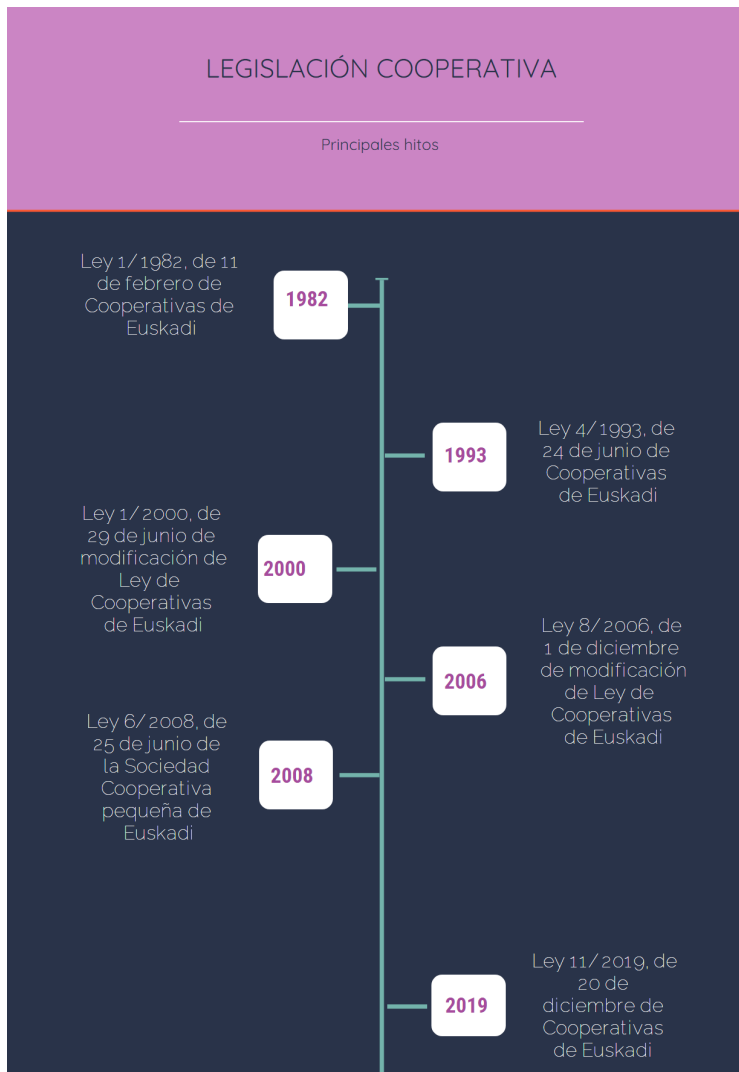 LEGISLACIÓN COOPERATIVA
Principales hitos
Ley 1/1982, de 11
de febrero de
Cooperativas de
Euskadi
1982
1993
Ley 4/1993, de
24 de junio de
Cooperativas
de Euskadi
Ley 1/2000, de
29 de junio de
modificación de
Ley de
Cooperativas
de Euskadi
2000
2006
Ley 8/2006, de
1 de diciembre
de modificación
de Ley de
Cooperativas
de Euskadi
Ley 6/2008, de
25 de junio de
la Sociedad
Cooperativa
pequeña de
Euskadi
2008
2019
Ley 11/2019, de
20 de
diciembre de
Cooperativas
de Euskadi